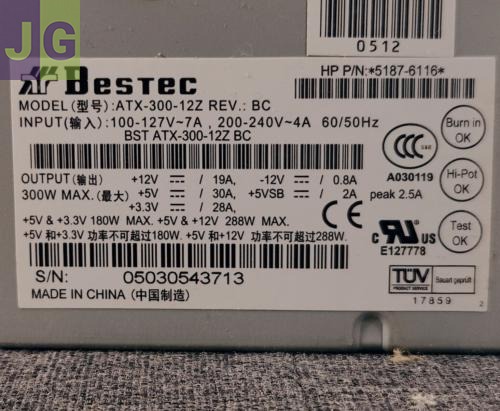 JG
0512
BESTEC
HP P/N:*5187-6116*
MODEL(型号):ATX-300-12Z REV.: BC
INPUT(输入):100-127V~7A , 200-240V~4A 60/50Hz
BST ATX-300-12Z BC
Burn in
OK
A030119
OUTPUT(输出) +12V / 19A, -12V / 0.8A
300W MAX.(最大) +5V / 30A, +5VSB / 2A peak 2.5A
+3.3V / 28A,
Hi-Pot
OK
+5V & +3.3V 180W MAX. +5V & +12V 288W MAX.
+5V 和+3.3V 功率不可超过180W. +5V 和+12V 功率不可超过288W.
CE
C UL US
E127778
Test
OK
S/N: 05030543713
MADE IN CHINA (中国制造)
TÜV
PRODUCT SERVICE
Bauart geprüft
17859
2